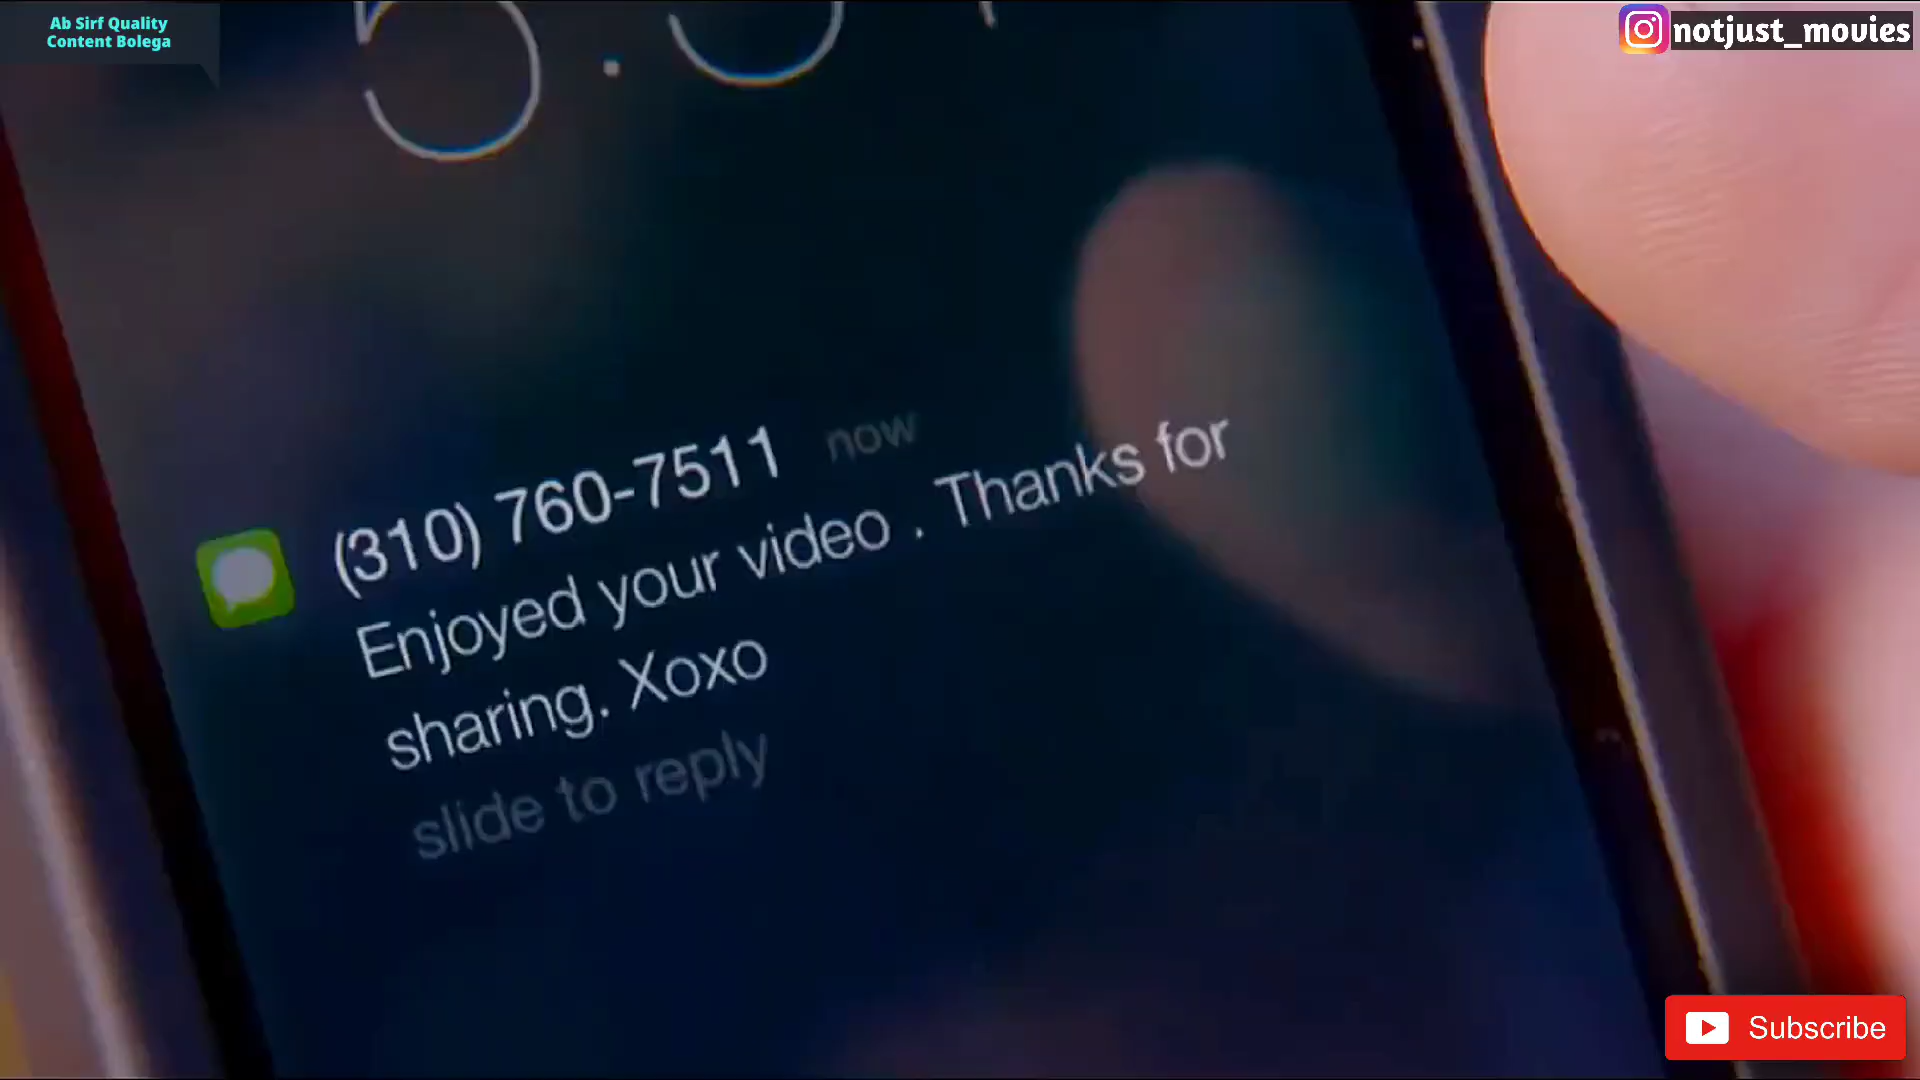 Ab Sirf Quality
Content Bolega
notjust_movies
(310) 760-7511 now
Enjoyed your video . Thanks for
sharing. Xoxo
slide to reply
Subscribe